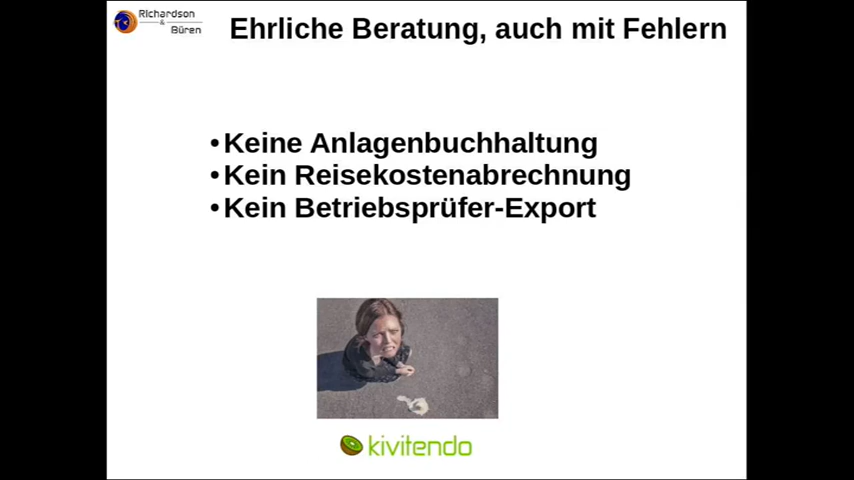 Richardson
&
Büren
Ehrliche Beratung, auch mit Fehlern
•Keine Anlagenbuchhaltung
•Kein Reisekostenabrechnung
•Kein Betriebsprüfer-Export
kivitendo